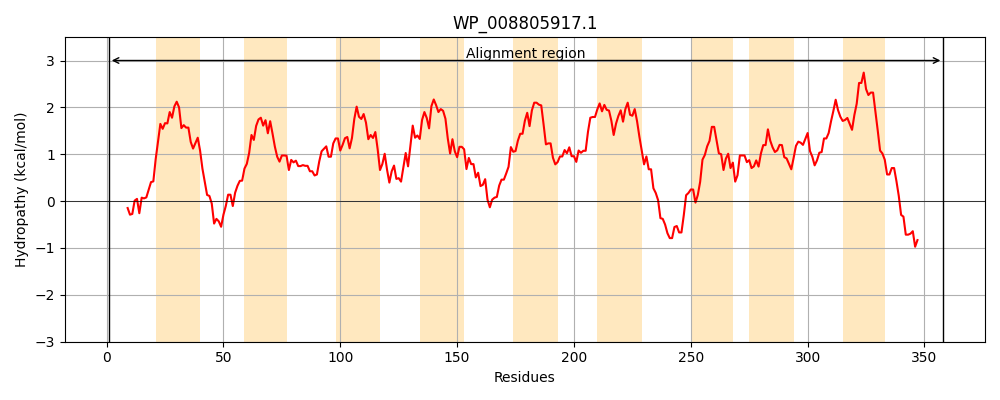 WP_008805917.1
Alignment region
Hydropathy (kcal/mol)
3
2
1
0
−1
−2
−3
0 50 100 150 200 250 300 350
Residues